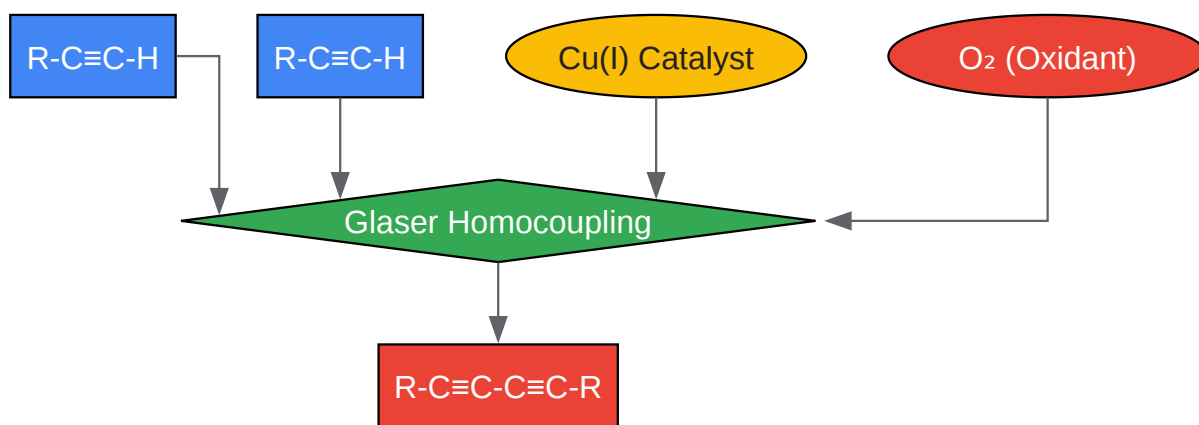 R-C≡C-H
R-C≡C-H
Cu(I) Catalyst
O₂ (Oxidant)
Glaser Homocoupling
R-C≡C-C≡C-R